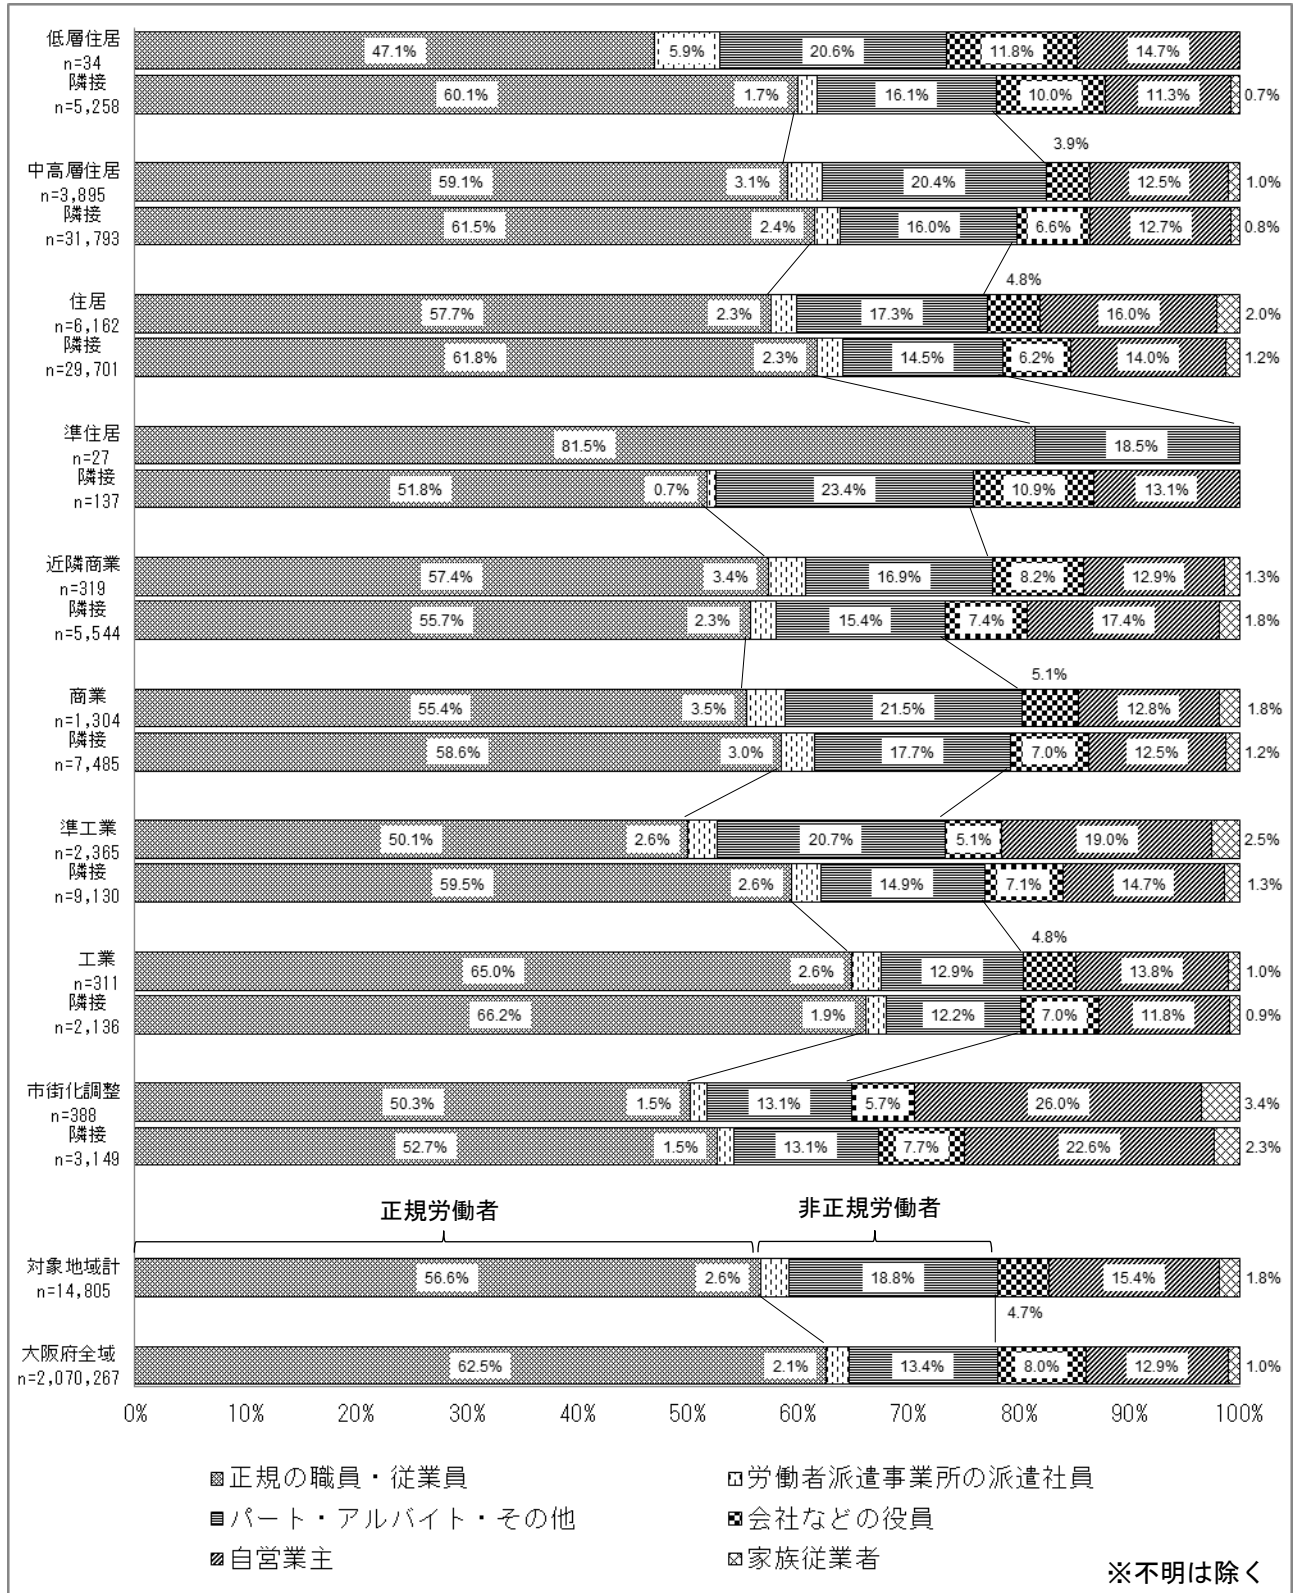 低層住居
n=34
47.1% 5.9% 20.6% 11.8% 14.7%
隣接
n=5,258
60.1% 1.7% 16.1% 10.0% 11.3% 0.7%
3.9%
中高層住居
n=3,895
59.1% 3.1% 20.4% 12.5% 1.0%
隣接
n=31,793
61.5% 2.4% 16.0% 6.6% 12.7% 0.8%
4.8%
住居
n=6,162
57.7% 2.3% 17.3% 16.0% 2.0%
隣接
n=29,701
61.8% 2.3% 14.5% 6.2% 14.0% 1.2%
準住居
n=27
81.5% 18.5%
隣接
n=137
51.8% 0.7% 23.4% 10.9% 13.1%
近隣商業
n=319
57.4% 3.4% 16.9% 8.2% 12.9% 1.3%
隣接
n=5,544
55.7% 2.3% 15.4% 7.4% 17.4% 1.8%
5.1%
商業
n=1,304
55.4% 3.5% 21.5% 12.8% 1.8%
隣接
n=7,485
58.6% 3.0% 17.7% 7.0% 12.5% 1.2%
準工業
n=2,365
50.1% 2.6% 20.7% 5.1% 19.0% 2.5%
隣接
n=9,130
59.5% 2.6% 14.9% 7.1% 14.7% 1.3%
4.8%
工業
n=311
65.0% 2.6% 12.9% 13.8% 1.0%
隣接
n=2,136
66.2% 1.9% 12.2% 7.0% 11.8% 0.9%
市街化調整
n=388
50.3% 1.5% 13.1% 5.7% 26.0% 3.4%
隣接
n=3,149
52.7% 1.5% 13.1% 7.7% 22.6% 2.3%
正規労働者 非正規労働者
対象地域計
n=14,805
56.6% 2.6% 18.8% 15.4% 1.8%
4.7%
大阪府全域
n=2,070,267
62.5% 2.1% 13.4% 8.0% 12.9% 1.0%
0% 10% 20% 30% 40% 50% 60% 70% 80% 90% 100%
正規の職員・従業員 労働者派遣事業所の派遣社員
パート・アルバイト・その他 会社などの役員
自営業主 家族従業者
※不明は除く